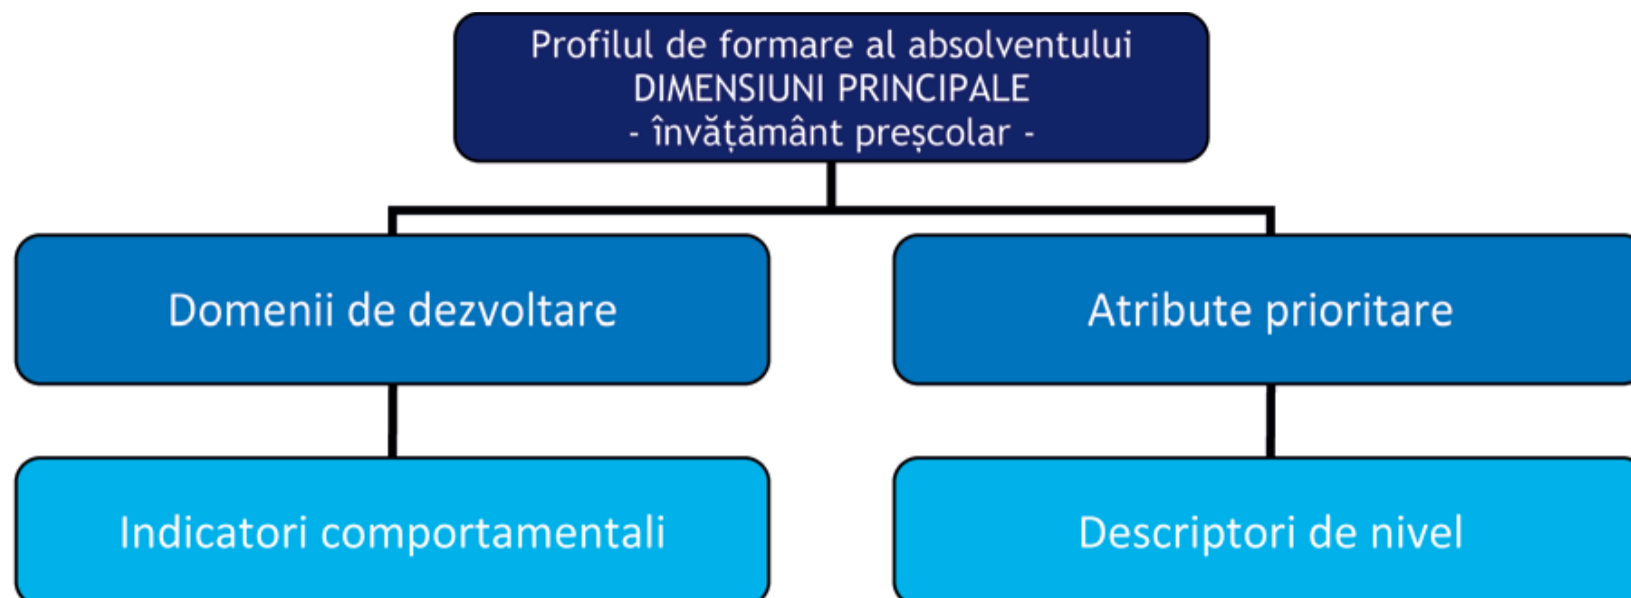 Profilul de formare al absolventului
DIMENSIUNI PRINCIPALE
- învățământ preșcolar -
Domenii de dezvoltare
Atribute prioritare
Indicatori comportamentali
Descriptori de nivel